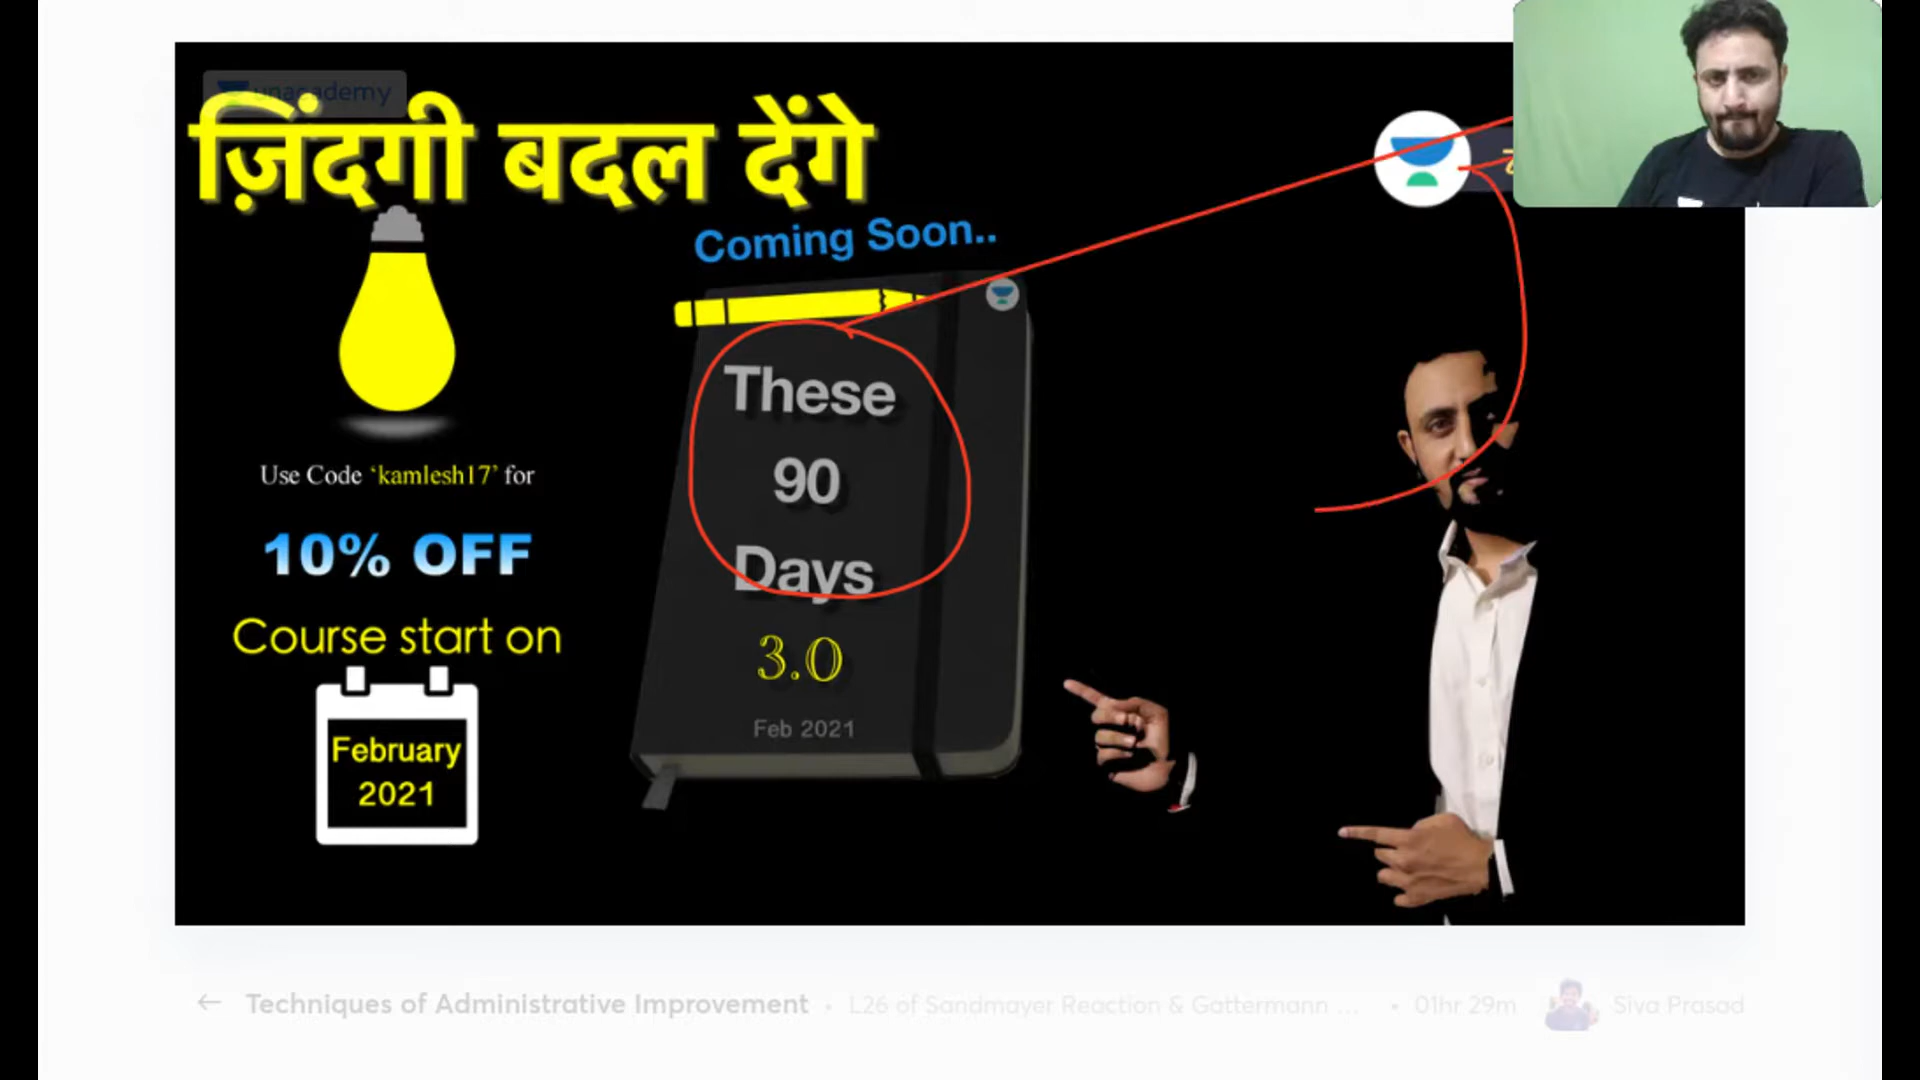 unacademy
ज़िंदगी बदल देंगे
Coming Soon..
These
90
Days
3.0
Feb 2021
Use Code ‘kamlesh17’ for
10% OFF
Course start on
February
2021
← Techniques of Administrative Improvement • L26 of Sandmayer Reaction & Gattermann ... • 01hr 29m Siva Prasad